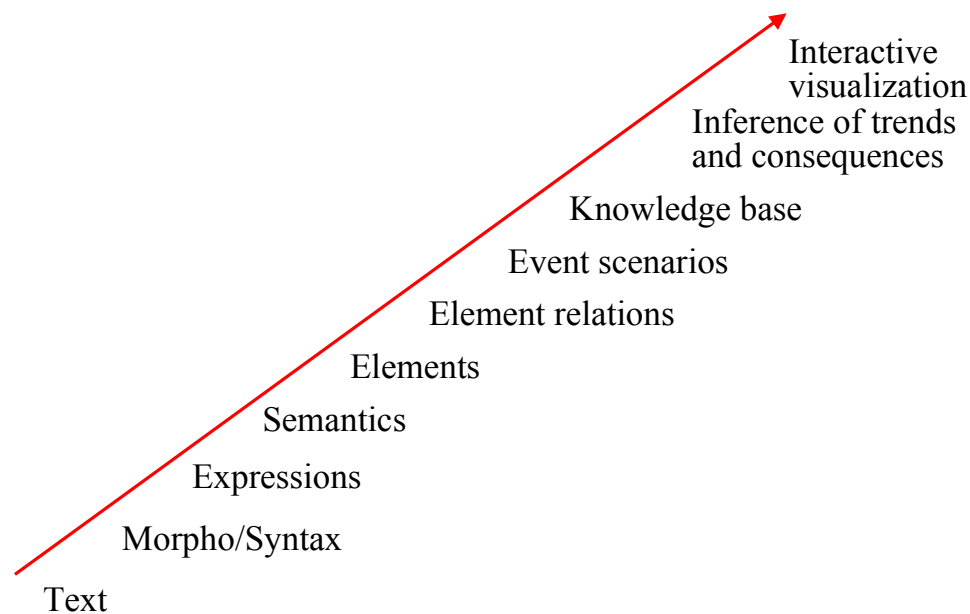 Interactive
visualization
Inference of trends
and consequences
Knowledge base
Event scenarios
Element relations
Elements
Semantics
Expressions
Morpho/Syntax
Text